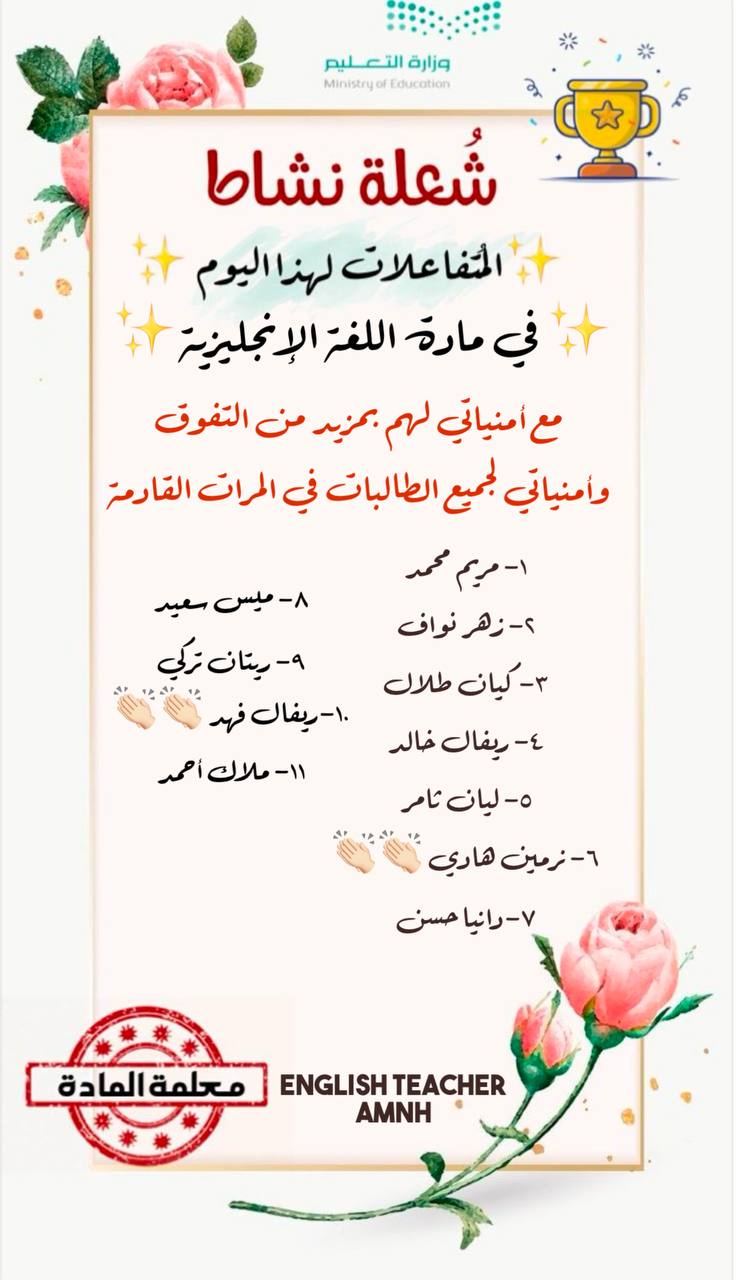 وزارة التعليم
Ministry of Education
شُعلة نشاط
المُتفاعلات لهذا اليوم
في مادة اللغة الإنجليزية
مع أمنياتي لهم بمزيد من التفوق
وأمنياتي لجميع الطالبات في المرات القادمة
١- مريم محمد
٢- زهر نواف
٣- كيان طلال
٤- ريفال خالد
٥- ليان ثامر
٦- نرمين هادي 👏🏻👏🏻
٧- دانيا حسن
٨- ميس سعيد
٩- ريتان تركي
١٠- ريفال فهد 👏🏻👏🏻
١١- ملاك أحمد
معلمة المادة
ENGLISH TEACHER
AMNH